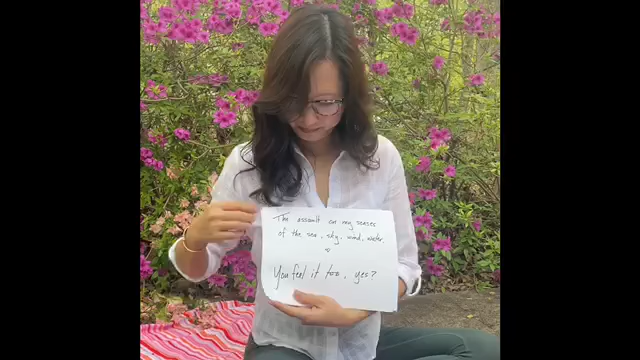 The assault on my senses
of the sea, sky, wind, water
You feel it too, yes?